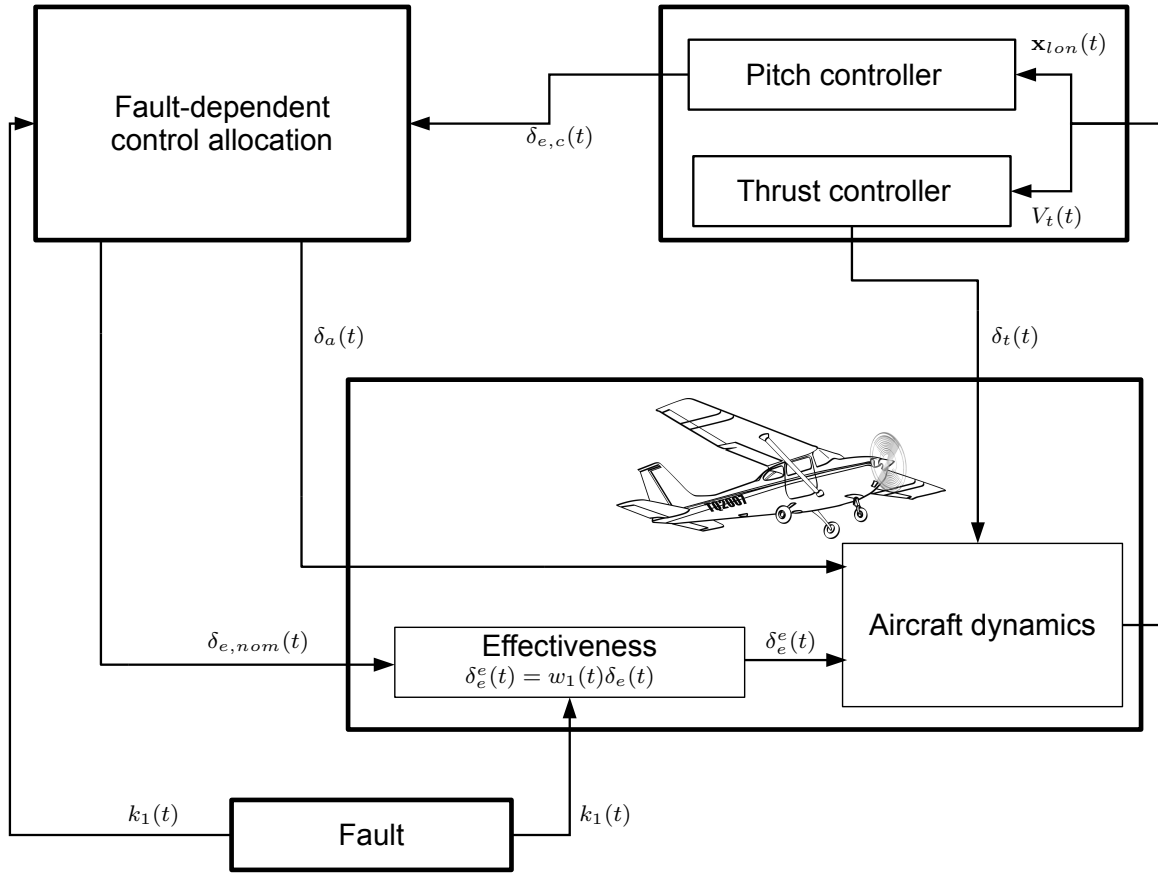 Fault-dependent
control allocation
Pitch controller
Thrust controller
𝐱_{lon}(t)
V_t(t)
δ_{e,c}(t)
δ_a(t)
δ_t(t)
TQ2007
Aircraft dynamics
δ_{e,nom}(t)
Effectiveness
δ_e^e(t) = w_1(t)δ_e(t)
δ_e^e(t)
k_1(t)
Fault
k_1(t)